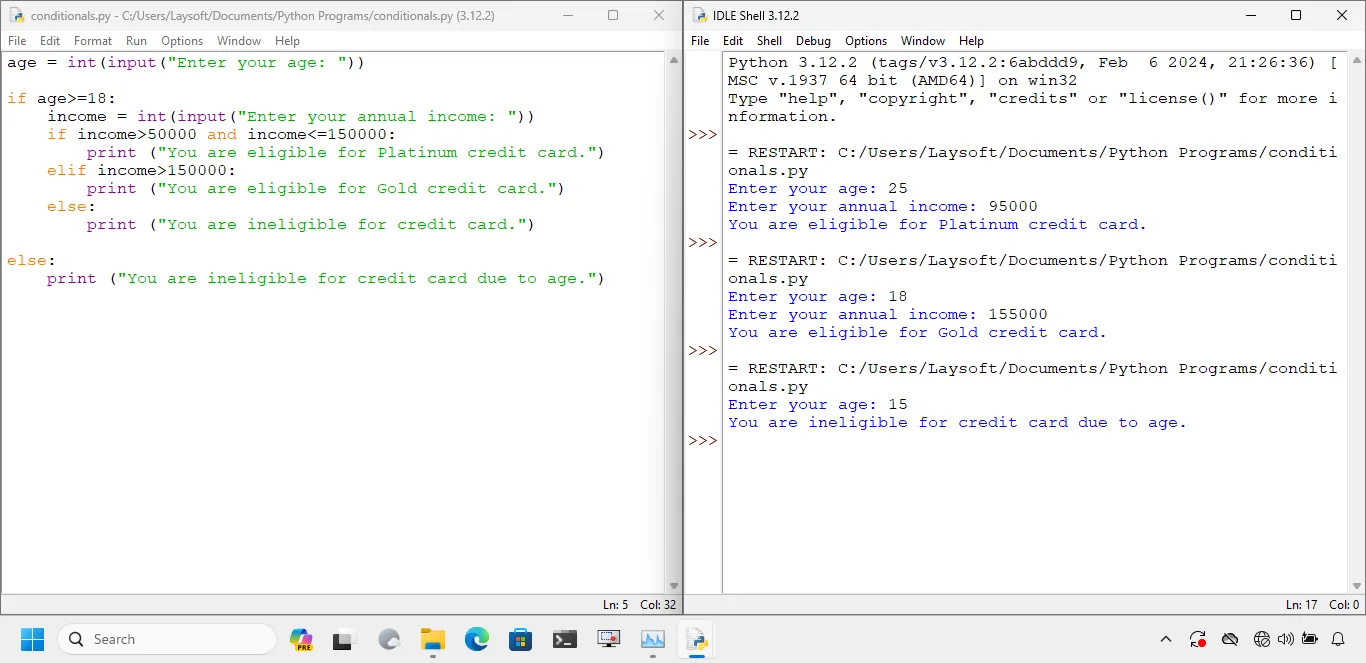 conditionals.py - C:/Users/Laysoft/Documents/Python Programs/conditionals.py (3.12.2)
File Edit Format Run Options Window Help
age = int(input("Enter your age: "))
if age>=18:
    income = int(input("Enter your annual income: "))
    if income>50000 and income<=150000:
        print ("You are eligible for Platinum credit card.")
    elif income>150000:
        print ("You are eligible for Gold credit card.")
    else:
        print ("You are ineligible for credit card.")
else:
    print ("You are ineligible for credit card due to age.")
Ln: 5 Col: 32
IDLE Shell 3.12.2
File Edit Shell Debug Options Window Help
Python 3.12.2 (tags/v3.12.2:6abddd9, Feb  6 2024, 21:26:36) [
MSC v.1937 64 bit (AMD64)] on win32
Type "help", "copyright", "credits" or "license()" for more i
nformation.
>>>
= RESTART: C:/Users/Laysoft/Documents/Python Programs/conditi
onals.py
Enter your age: 25
Enter your annual income: 95000
You are eligible for Platinum credit card.
>>>
= RESTART: C:/Users/Laysoft/Documents/Python Programs/conditi
onals.py
Enter your age: 18
Enter your annual income: 155000
You are eligible for Gold credit card.
>>>
= RESTART: C:/Users/Laysoft/Documents/Python Programs/conditi
onals.py
Enter your age: 15
You are ineligible for credit card due to age.
>>>
Ln: 17 Col: 0
Search
PRE